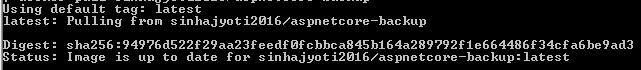 Using default tag: latest
latest: Pulling from sinhajyoti2016/aspnetcore-backup
Digest: sha256:94976d522f29aa23feedf0fcbbca845b164a289792f1e664486f34cfa6be9ad3
Status: Image is up to date for sinhajyoti2016/aspnetcore-backup:latest